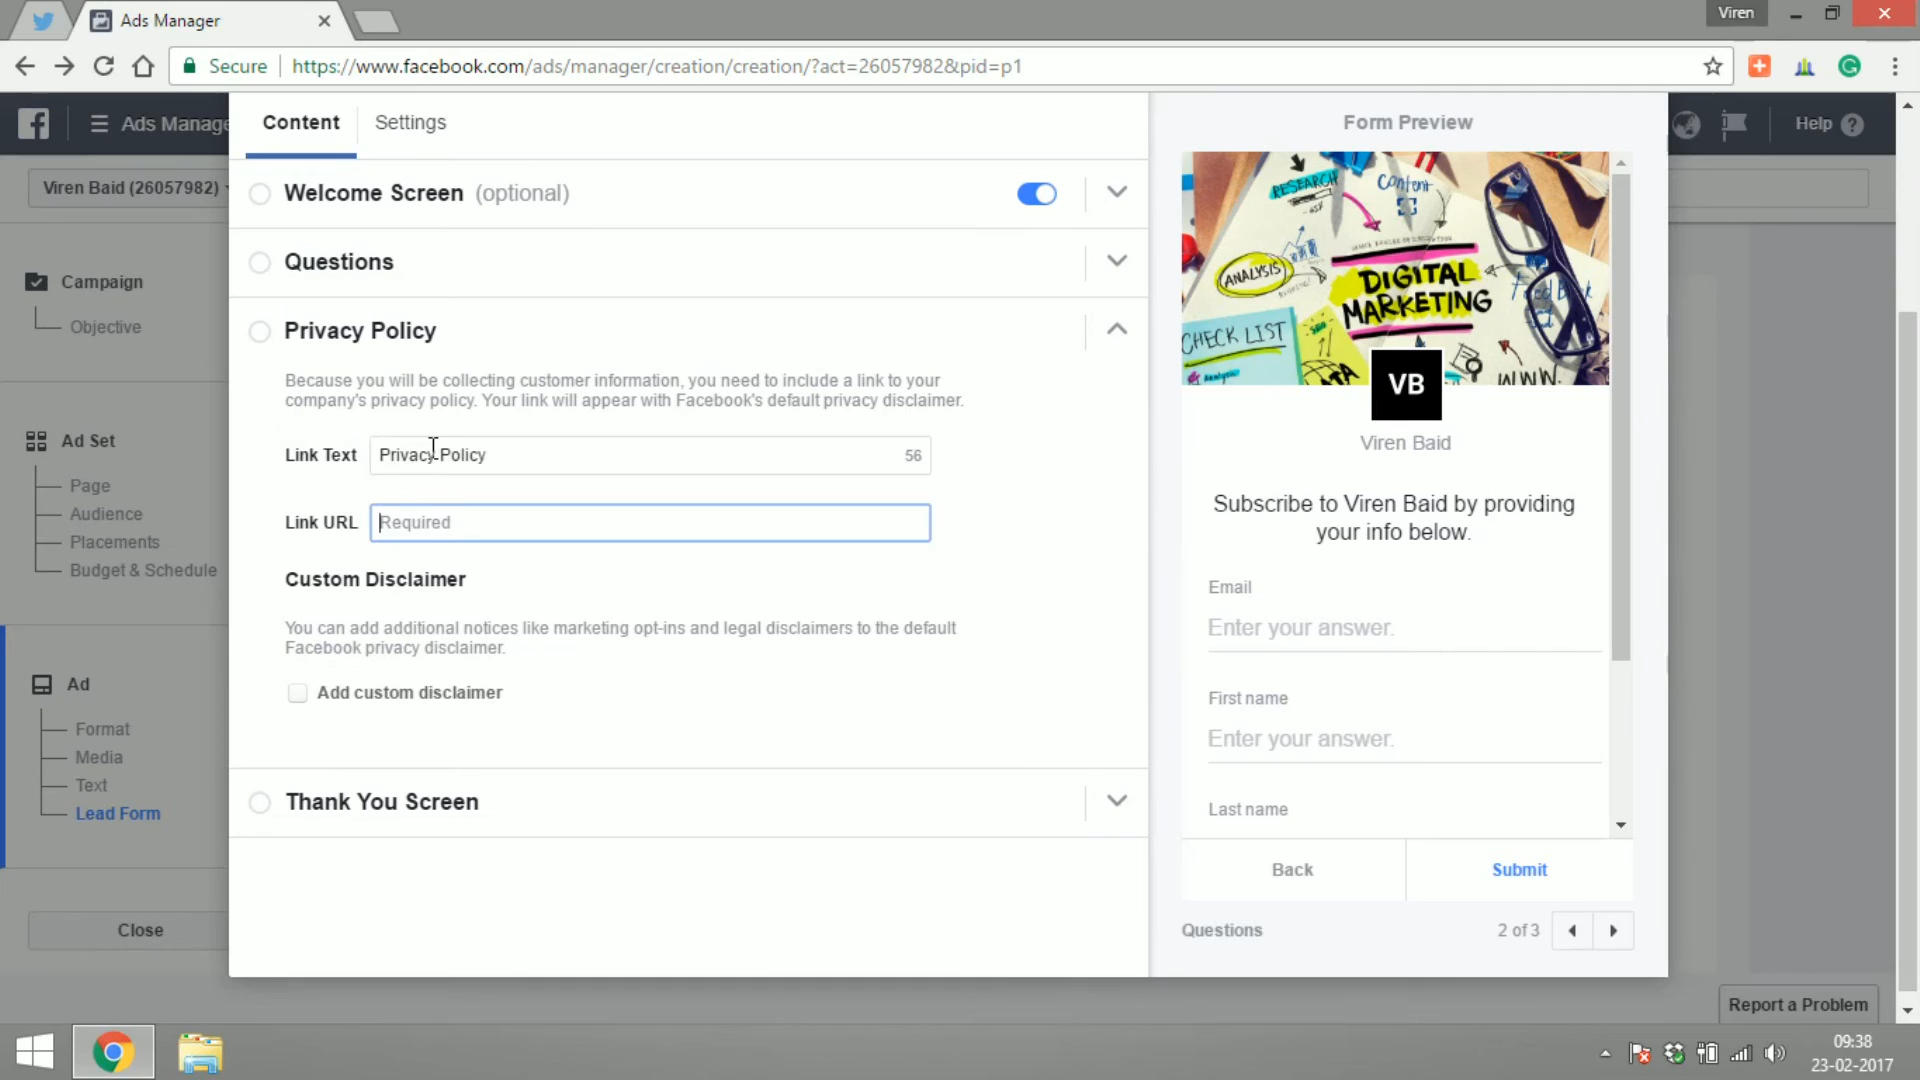 Ads Manager
Viren
Secure
https://www.facebook.com/ads/manager/creation/creation/?act=26057982&pid=p1
Ads Manage
Help
Viren Baid (26057982)
Campaign
Objective
Ad Set
Page
Audience
Placements
Budget & Schedule
Ad
Format
Media
Text
Lead Form
Close
Content
Settings
Welcome Screen (optional)
Questions
Privacy Policy
Because you will be collecting customer information, you need to include a link to your
company's privacy policy. Your link will appear with Facebook's default privacy disclaimer.
Link Text
Privacy Policy
56
Link URL
Required
Custom Disclaimer
You can add additional notices like marketing opt-ins and legal disclaimers to the default
Facebook privacy disclaimer.
Add custom disclaimer
Thank You Screen
Form Preview
RESEARCH
Content
ANALYSIS
DIGITAL
MARKETING
CHECK LIST
Analysis
WWW.
VB
Viren Baid
Subscribe to Viren Baid by providing
your info below.
Email
Enter your answer.
First name
Enter your answer.
Last name
Back
Submit
Questions
2 of 3
Report a Problem
09:38
23-02-2017